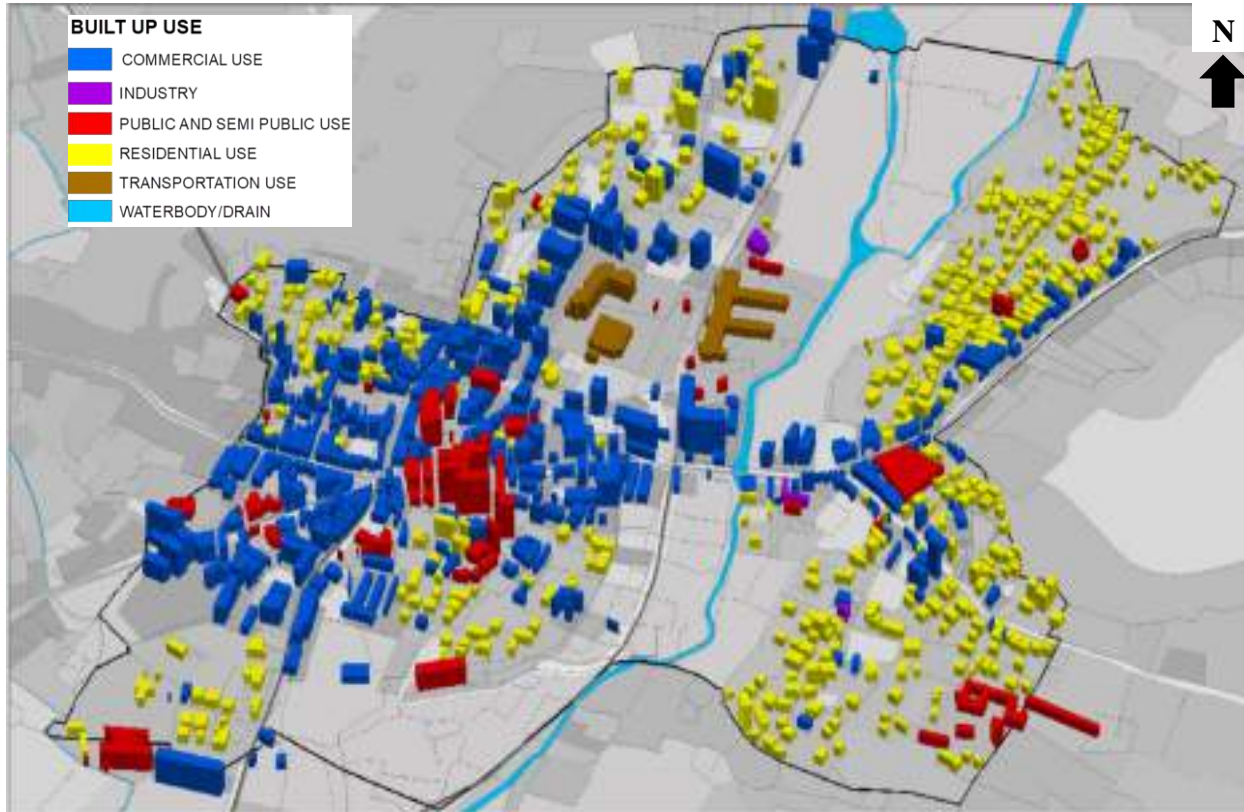 BUILT UP USE
COMMERCIAL USE
INDUSTRY
PUBLIC AND SEMI PUBLIC USE
RESIDENTIAL USE
TRANSPORTATION USE
WATERBODY/DRAIN
N